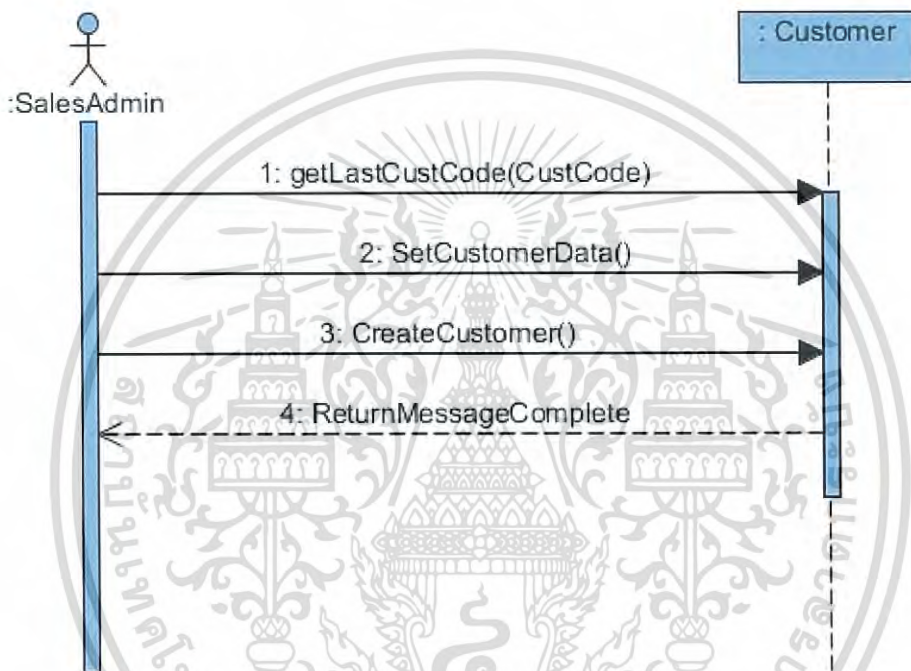 : Customer
:SalesAdmin
1: getLastCustCode(CustCode)
2: SetCustomerData()
3: CreateCustomer()
4: ReturnMessageComplete